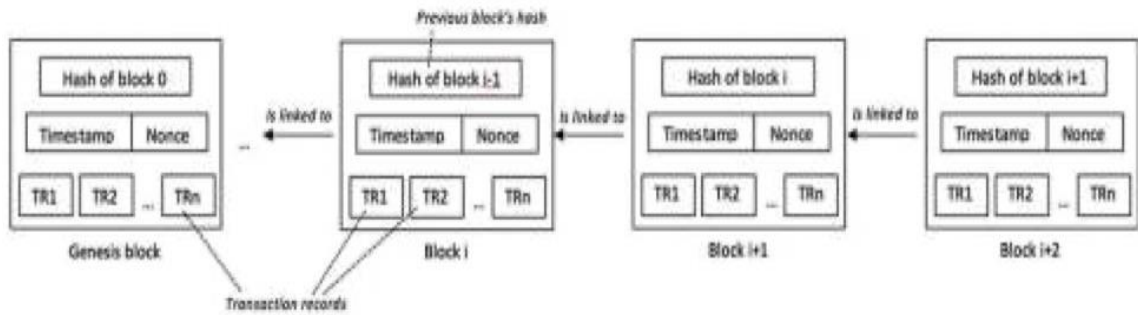 Previous block's hash
Hash of block 0
Hash of block i-1
Hash of block i
Hash of block i+1
Timestamp Nonce
...
Is linked to
Timestamp Nonce
Is linked to
Timestamp Nonce
Is linked to
Timestamp Nonce
TR1 TR2 ... TRn
TR1 TR2 ... TRn
TR1 TR2 ... TRn
TR1 TR2 ... TRn
Genesis block
Block i
Block i+1
Block i+2
Transaction records